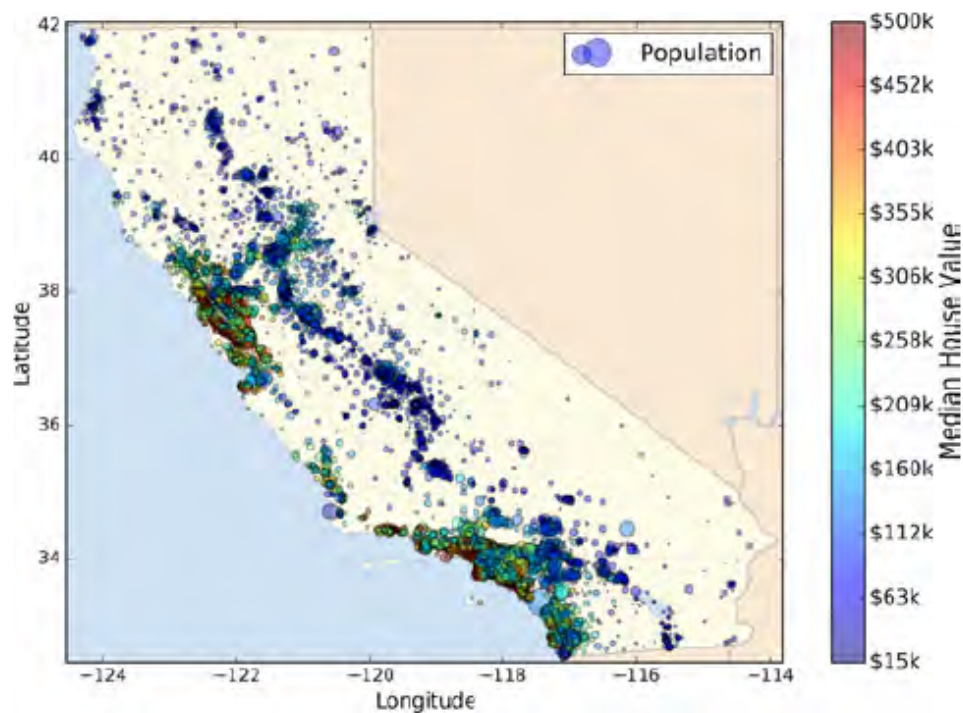 42
40
38
36
34
Latitude
−124
−122
−120
−118
−116
−114
Longitude
Population
$500k
$452k
$403k
$355k
$306k
$258k
$209k
$160k
$112k
$63k
$15k
Median House Value